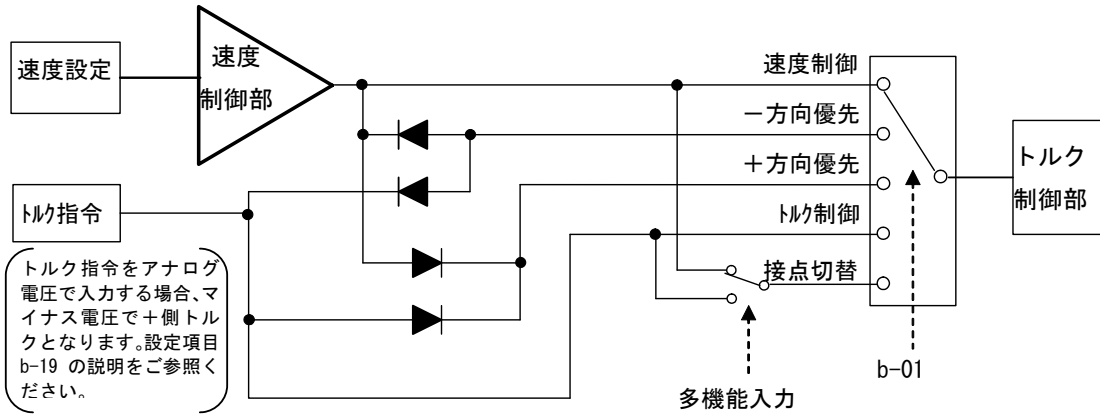 速度設定
速度
制御部
速度制御
－方向優先
＋方向優先
トルク制御
接点切替
トルク
制御部
トルク指令
トルク指令をアナログ
電圧で入力する場合、マ
イナス電圧で＋側トル
クとなります。設定項目
b-19 の説明をご参照く
ださい。
多機能入力
b-01